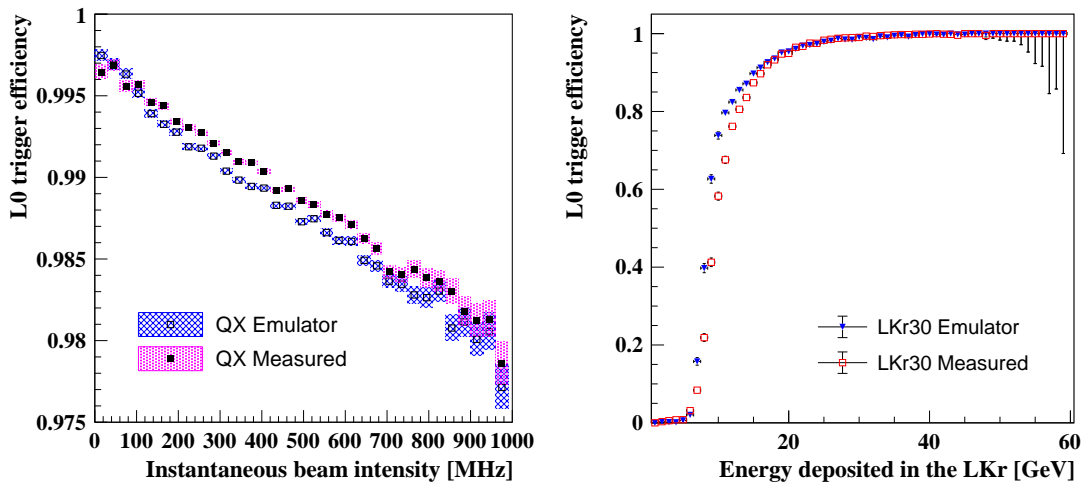 L0 trigger efficiency
1
0.995
0.99
0.985
0.98
0.975
QX Emulator
QX Measured
0 100 200 300 400 500 600 700 800 900 1000
Instantaneous beam intensity [MHz]
L0 trigger efficiency
1
0.8
0.6
0.4
0.2
0
LKr30 Emulator
LKr30 Measured
20 40 60
Energy deposited in the LKr [GeV]